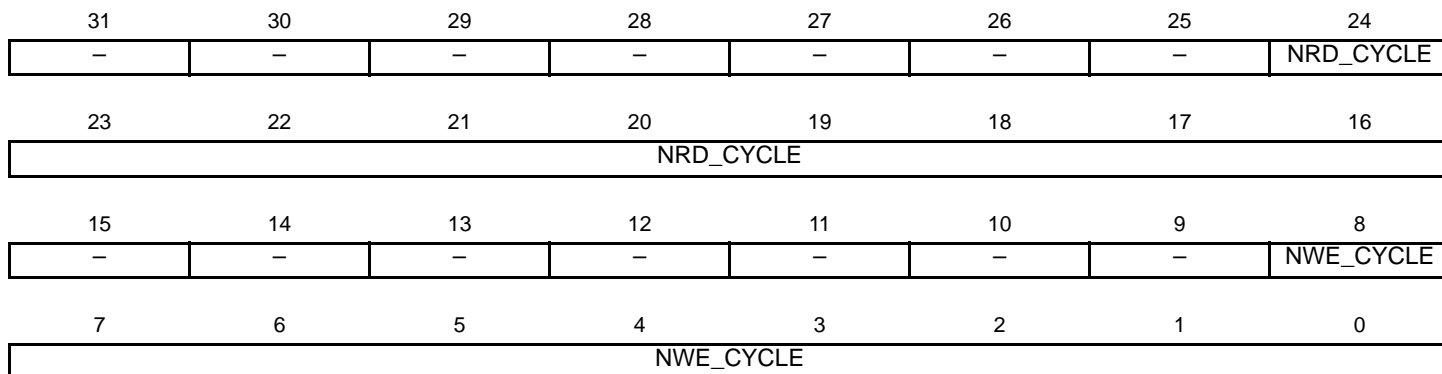 31 30 29 28 27 26 25 24
– – – – – – – NRD_CYCLE
23 22 21 20 19 18 17 16
NRD_CYCLE
15 14 13 12 11 10 9 8
– – – – – – – NWE_CYCLE
7 6 5 4 3 2 1 0
NWE_CYCLE